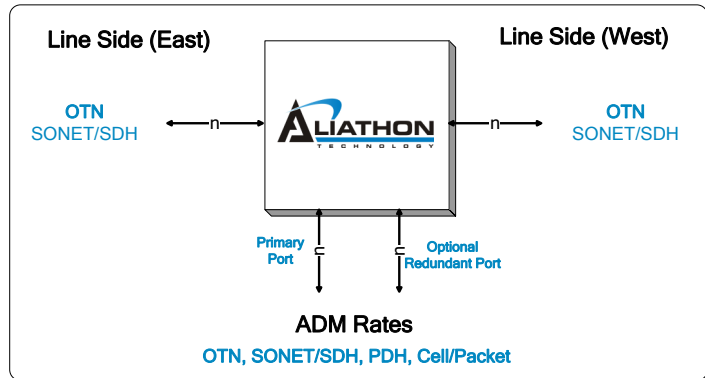 Line Side (East)
Line Side (West)
OTN
SONET/SDH
n
ALIATHON
TECHNOLOGY
n
OTN
SONET/SDH
Primary
Port
n
n
Optional
Redundant Port
ADM Rates
OTN, SONET/SDH, PDH, Cell/Packet